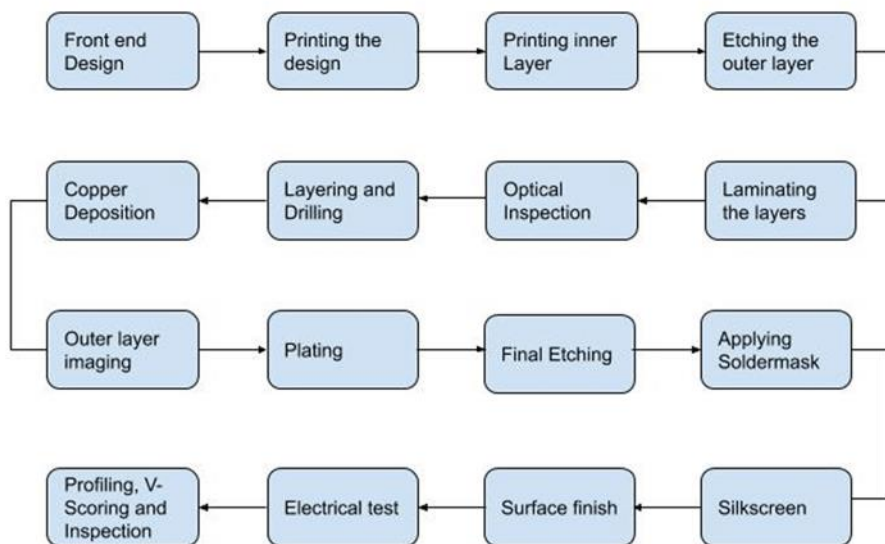 Front end
Design
Printing the
design
Printing inner
Layer
Etching the
outer layer
Copper
Deposition
Layering and
Drilling
Optical
Inspection
Laminating
the layers
Outer layer
imaging
Plating
Final Etching
Applying
Soldermask
Profiling, V-
Scoring and
Inspection
Electrical test
Surface finish
Silkscreen